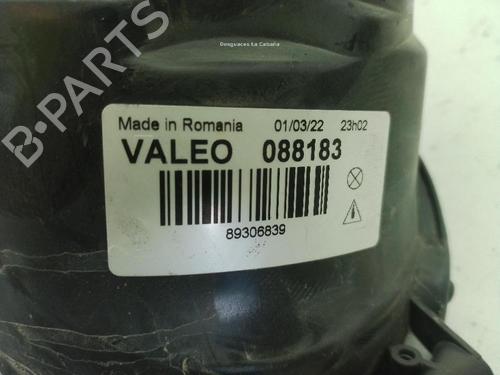 Desguaces La Cabaña
B-PARTS
Made in Romania 01/03/22 23h02
VALEO 088183
89306839